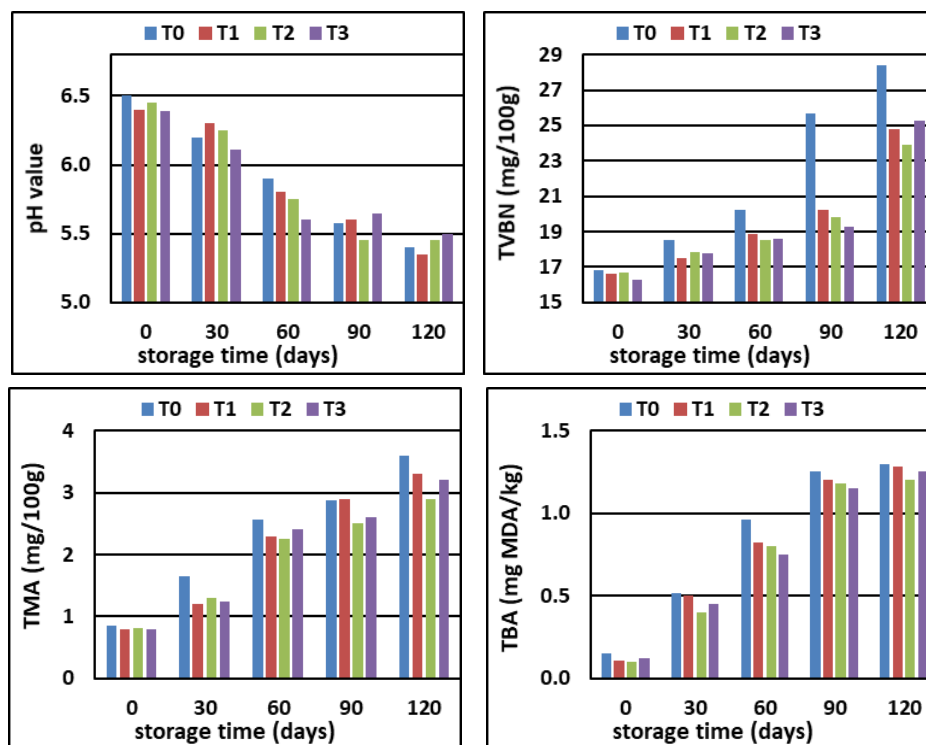 T0 T1 T2 T3
pH value
6.5
6.0
5.5
5.0
0 30 60 90 120
storage time (days)
T0 T1 T2 T3
TVBN (mg/100g)
29
27
25
23
21
19
17
15
0 30 60 90 120
storage time (days)
T0 T1 T2 T3
TMA (mg/100g)
4
3
2
1
0
0 30 60 90 120
storage time (days)
T0 T1 T2 T3
TBA (mg MDA/kg)
1.5
1.0
0.5
0.0
0 30 60 90 120
storage time (days)